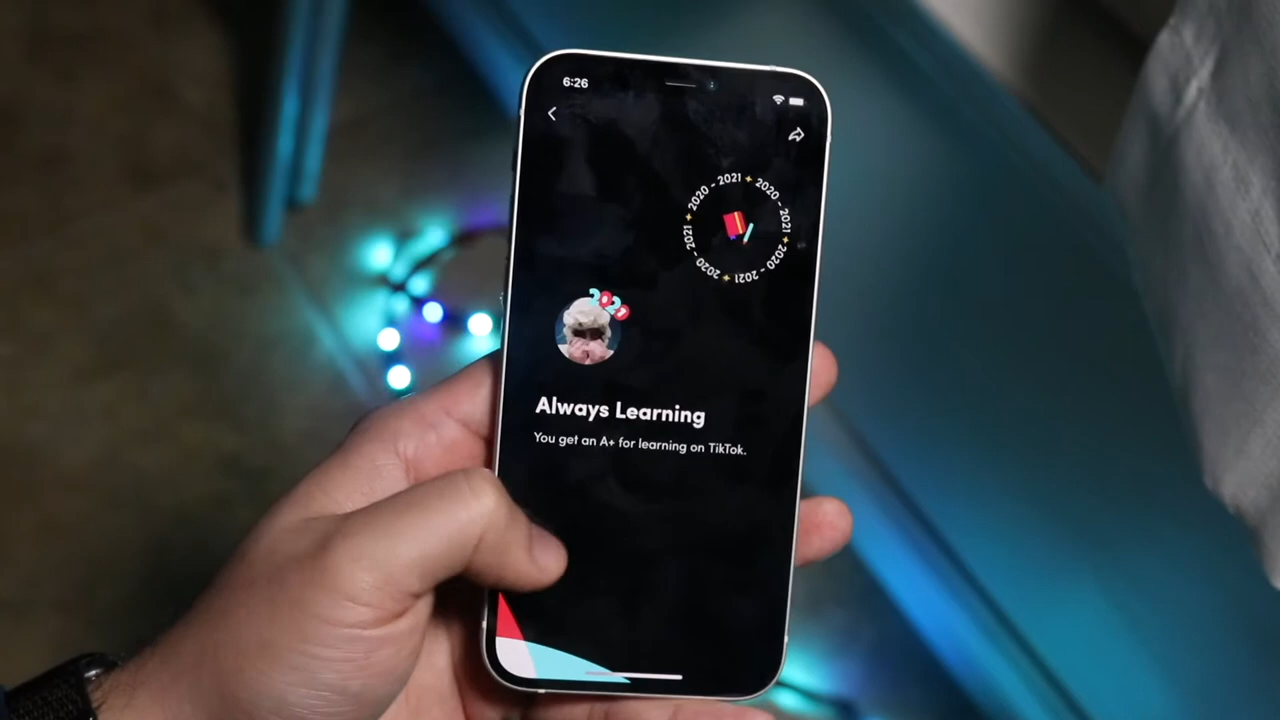 6:26
2020 - 2021 ✦ 2020 - 2021 ✦ 2020 - 2021 ✦ 2020 - 2021 ✦
2021
Always Learning
You get an A+ for learning on TikTok.